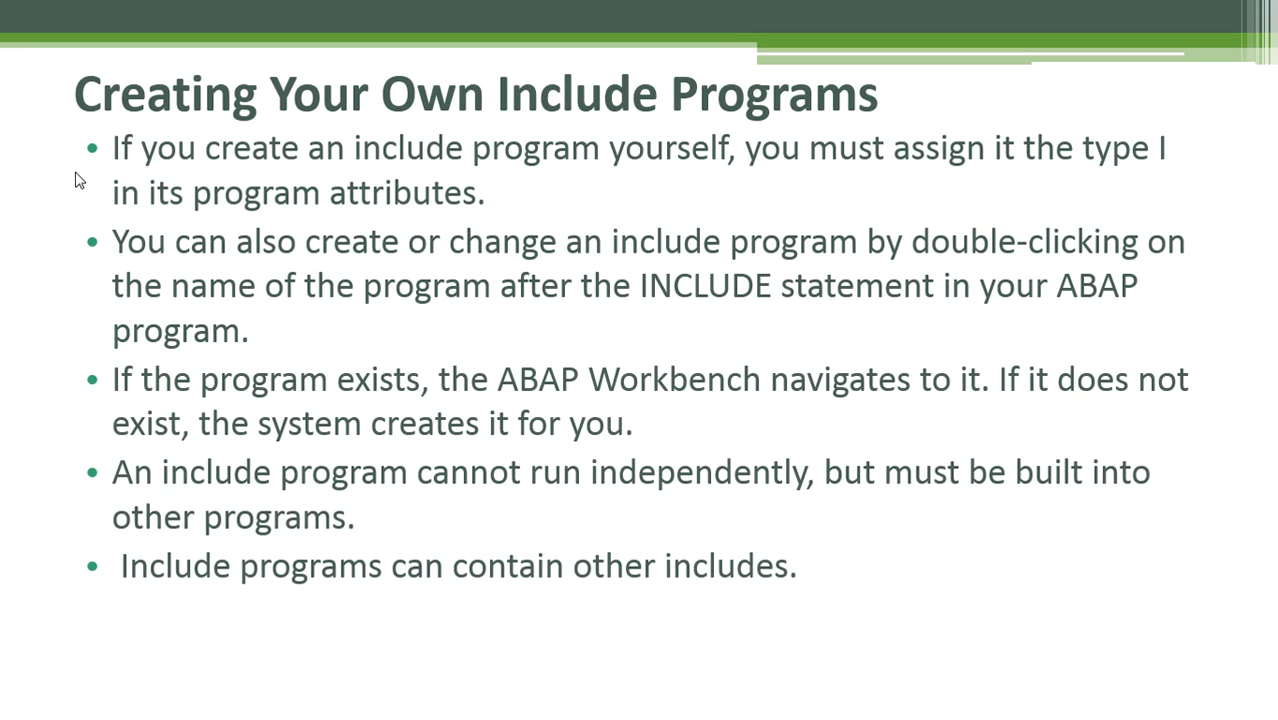 Creating Your Own Include Programs
• If you create an include program yourself, you must assign it the type I
in its program attributes.
• You can also create or change an include program by double-clicking on
the name of the program after the INCLUDE statement in your ABAP
program.
• If the program exists, the ABAP Workbench navigates to it. If it does not
exist, the system creates it for you.
• An include program cannot run independently, but must be built into
other programs.
• Include programs can contain other includes.